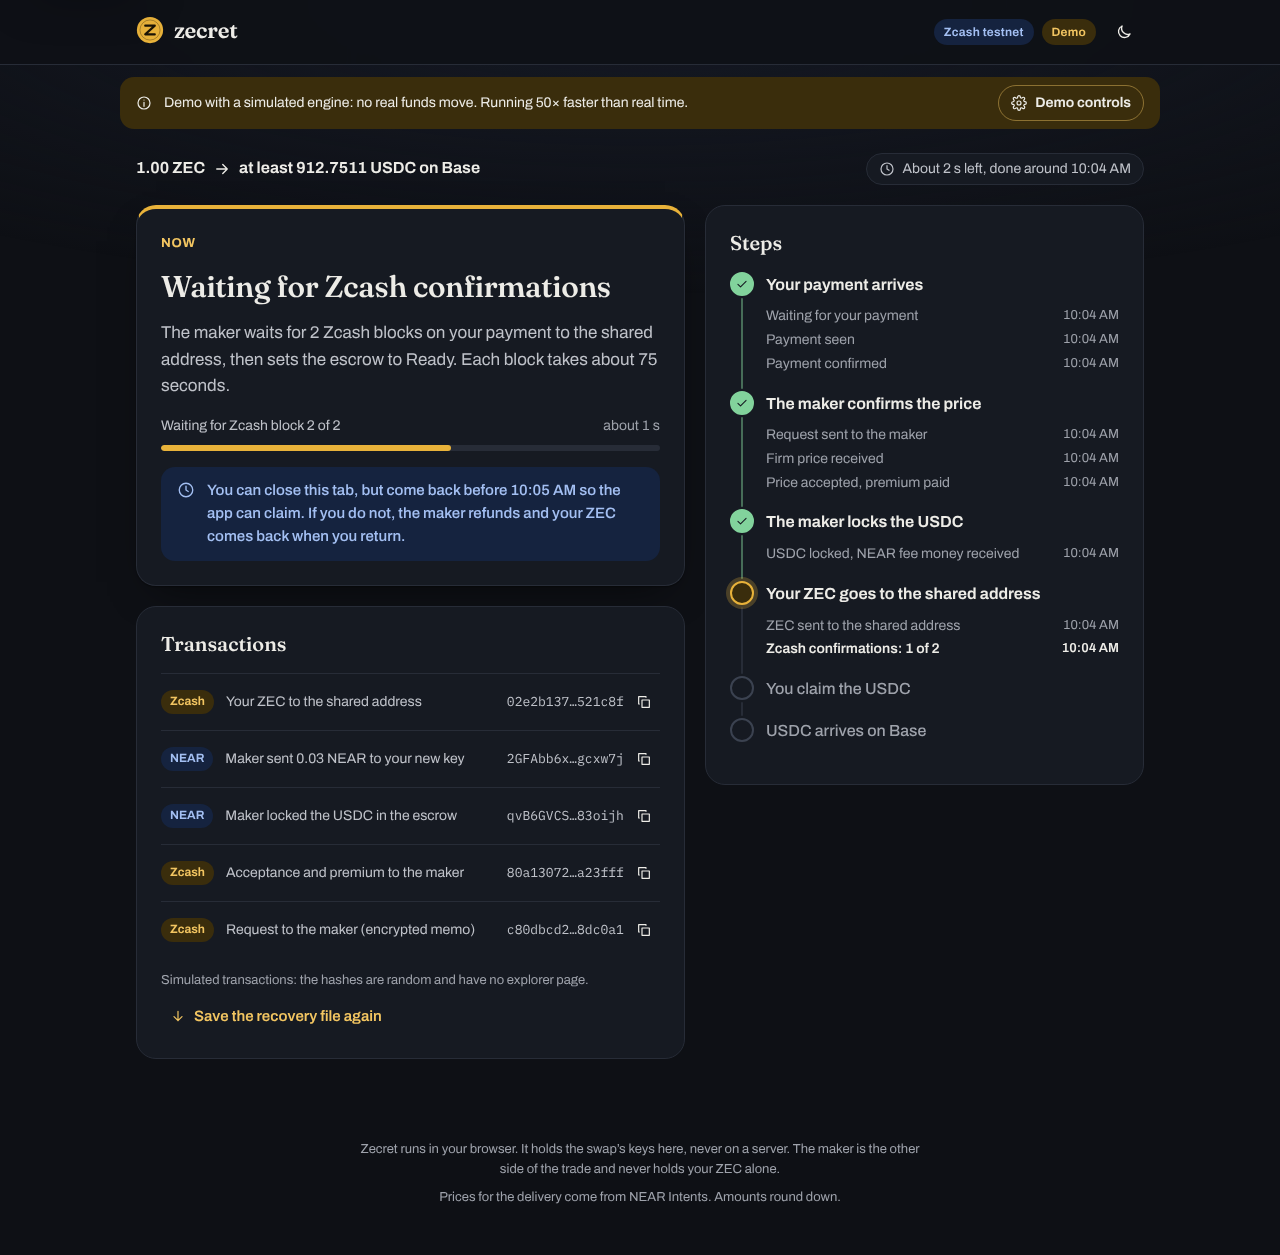 zecret
Zcash testnet
Demo
Demo with a simulated engine: no real funds move. Running 50× faster than real time.
Demo controls
1.00 ZEC → at least 912.7511 USDC on Base
About 2 s left, done around 10:04 AM
NOW
Waiting for Zcash confirmations
The maker waits for 2 Zcash blocks on your payment to the shared
address, then sets the escrow to Ready. Each block takes about 75
seconds.
Waiting for Zcash block 2 of 2
about 1 s
You can close this tab, but come back before 10:05 AM so the
app can claim. If you do not, the maker refunds and your ZEC
comes back when you return.
Transactions
Zcash Your ZEC to the shared address 02e2b137…521c8f
NEAR Maker sent 0.03 NEAR to your new key 2GFAbb6x…gcxw7j
NEAR Maker locked the USDC in the escrow qvB6GVCS…83oijh
Zcash Acceptance and premium to the maker 80a13072…a23fff
Zcash Request to the maker (encrypted memo) c80dbcd2…8dc0a1
Simulated transactions: the hashes are random and have no explorer page.
Save the recovery file again
Steps
Your payment arrives
Waiting for your payment 10:04 AM
Payment seen 10:04 AM
Payment confirmed 10:04 AM
The maker confirms the price
Request sent to the maker 10:04 AM
Firm price received 10:04 AM
Price accepted, premium paid 10:04 AM
The maker locks the USDC
USDC locked, NEAR fee money received 10:04 AM
Your ZEC goes to the shared address
ZEC sent to the shared address 10:04 AM
Zcash confirmations: 1 of 2 10:04 AM
You claim the USDC
USDC arrives on Base
Zecret runs in your browser. It holds the swap's keys here, never on a server. The maker is the other
side of the trade and never holds your ZEC alone.
Prices for the delivery come from NEAR Intents. Amounts round down.